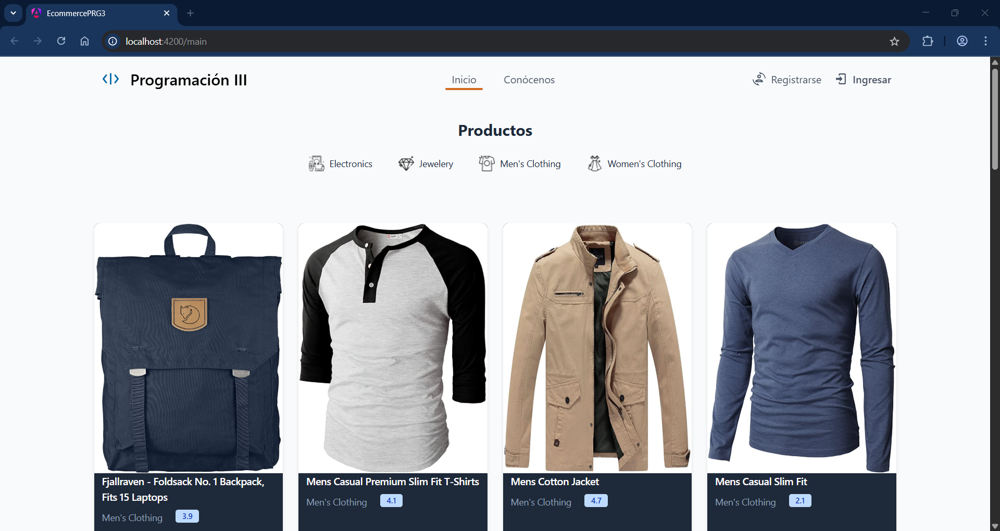 EcommercePRG3
localhost:4200/main
Programación III
Inicio
Conócenos
Registrarse
Ingresar
Productos
Electronics
Jewelery
Men's Clothing
Women's Clothing
Fjallraven - Foldsack No. 1 Backpack,
Fits 15 Laptops
Men's Clothing 3.9
Mens Casual Premium Slim Fit T-Shirts
Men's Clothing 4.1
Mens Cotton Jacket
Men's Clothing 4.7
Mens Casual Slim Fit
Men's Clothing 2.1